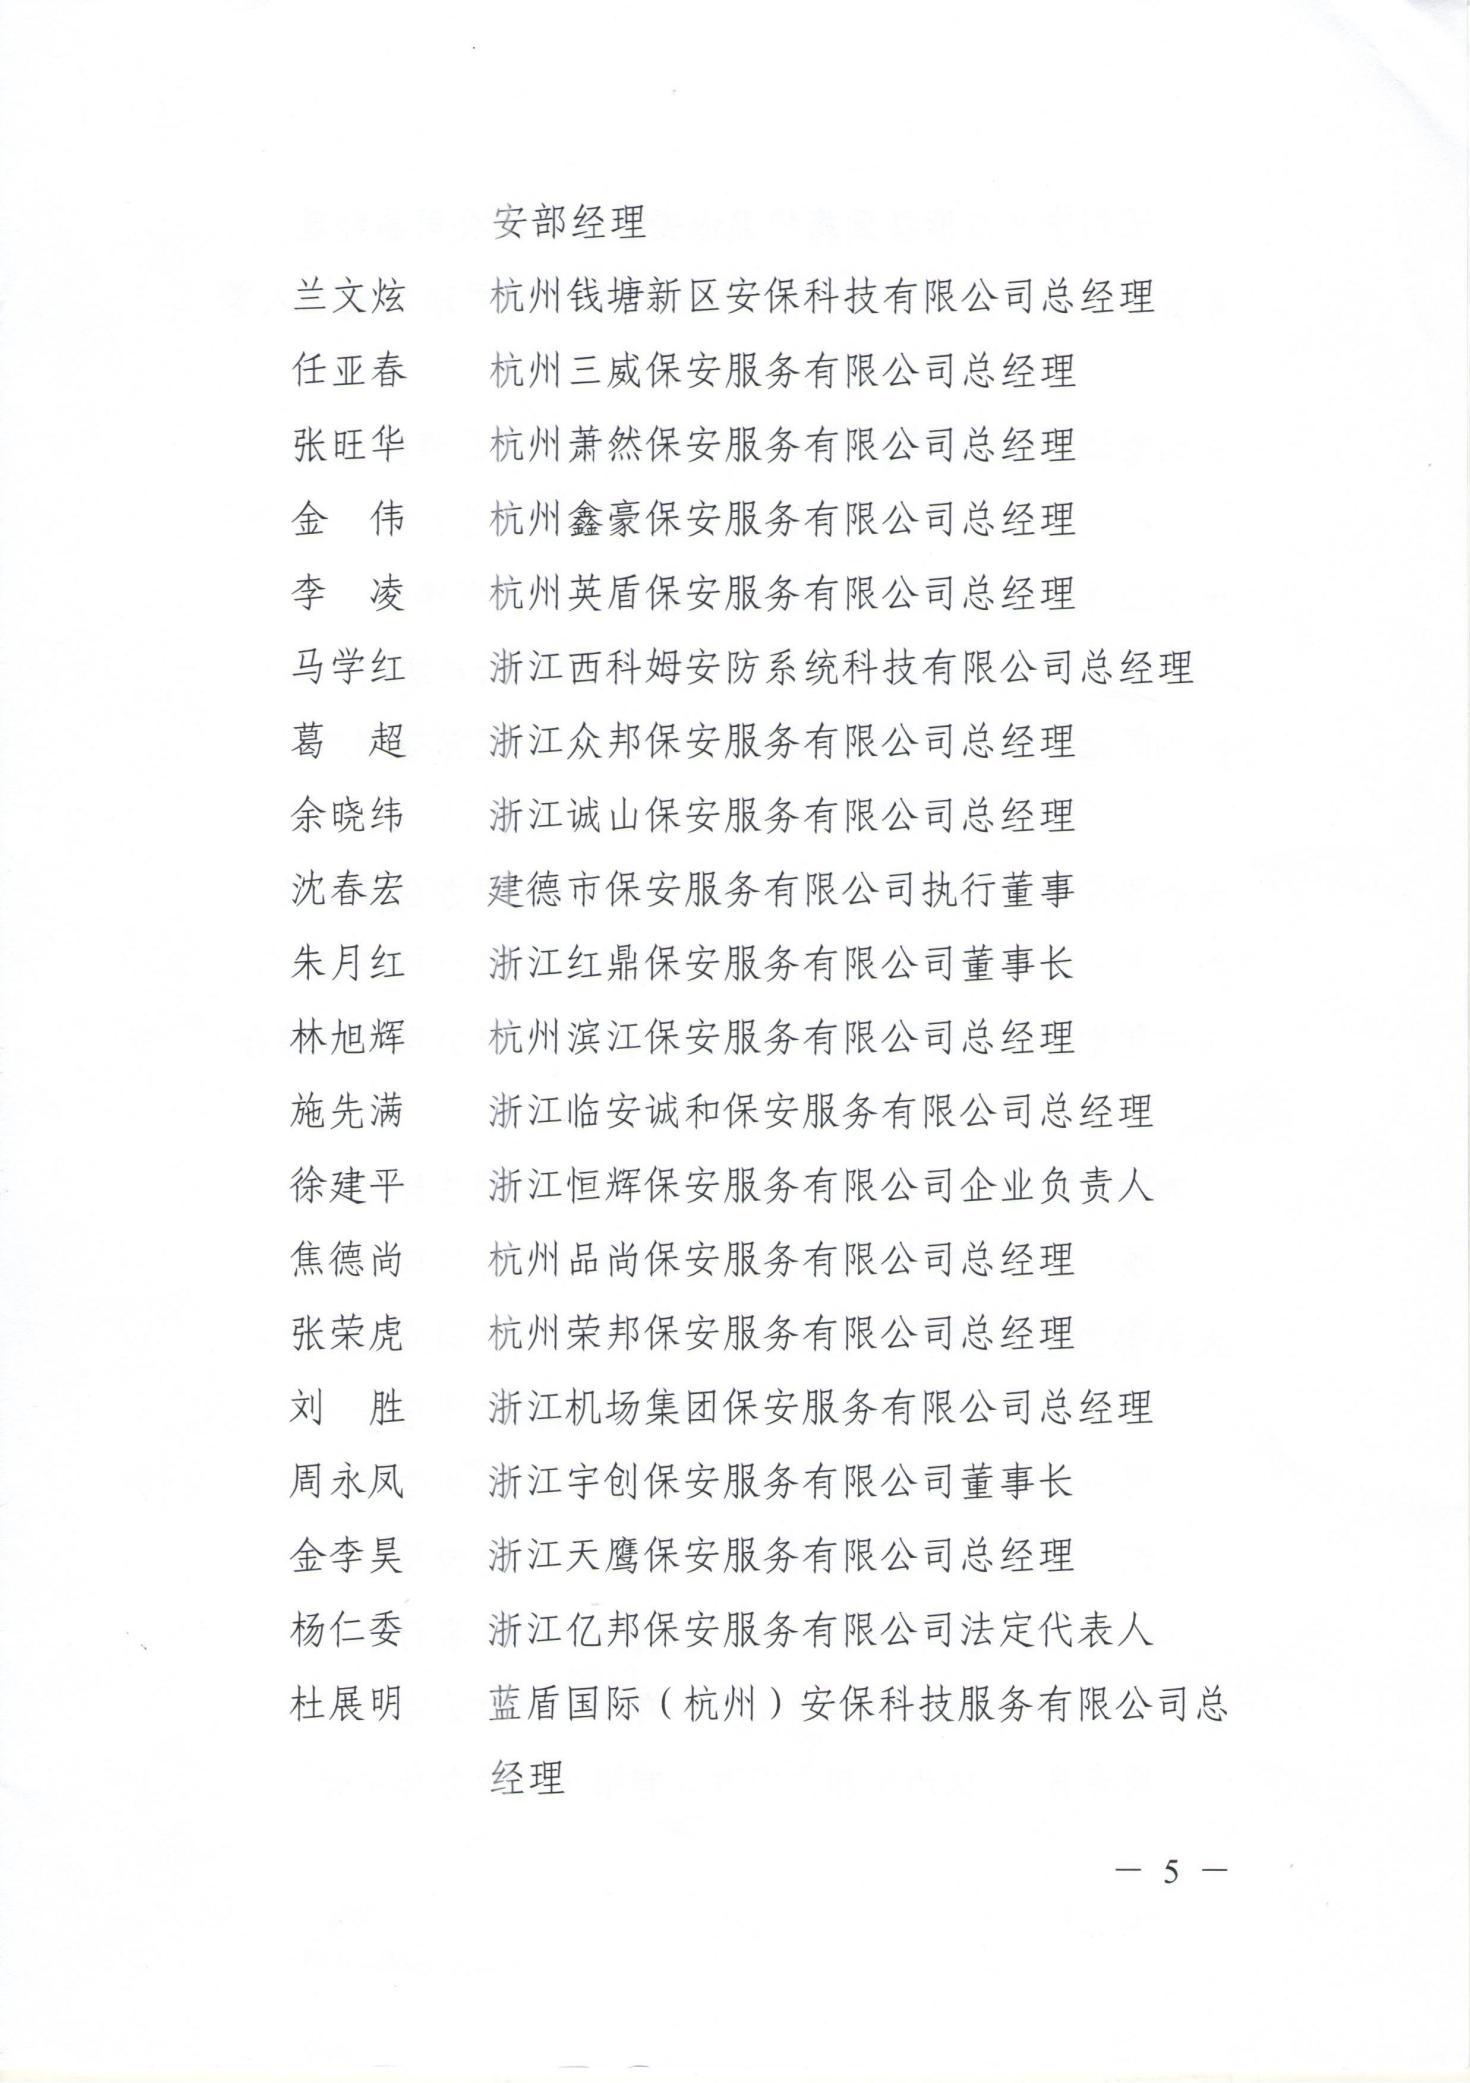 安部经理
兰文炫 杭州钱塘新区安保科技有限公司总经理
任亚春 杭州三威保安服务有限公司总经理
张旺华 杭州萧然保安服务有限公司总经理
金　伟 杭州鑫豪保安服务有限公司总经理
李　凌 杭州英盾保安服务有限公司总经理
马学红 浙江西科姆安防系统科技有限公司总经理
葛　超 浙江众邦保安服务有限公司总经理
余晓纬 浙江诚山保安服务有限公司总经理
沈春宏 建德市保安服务有限公司执行董事
朱月红 浙江红鼎保安服务有限公司董事长
林旭辉 杭州滨江保安服务有限公司总经理
施先满 浙江临安诚和保安服务有限公司总经理
徐建平 浙江恒辉保安服务有限公司企业负责人
焦德尚 杭州品尚保安服务有限公司总经理
张荣虎 杭州荣邦保安服务有限公司总经理
刘　胜 浙江机场集团保安服务有限公司总经理
周永凤 浙江宇创保安服务有限公司董事长
金李昊 浙江天鹰保安服务有限公司总经理
杨仁委 浙江亿邦保安服务有限公司法定代表人
杜展明 蓝盾国际（杭州）安保科技服务有限公司总
经理
— 5 —